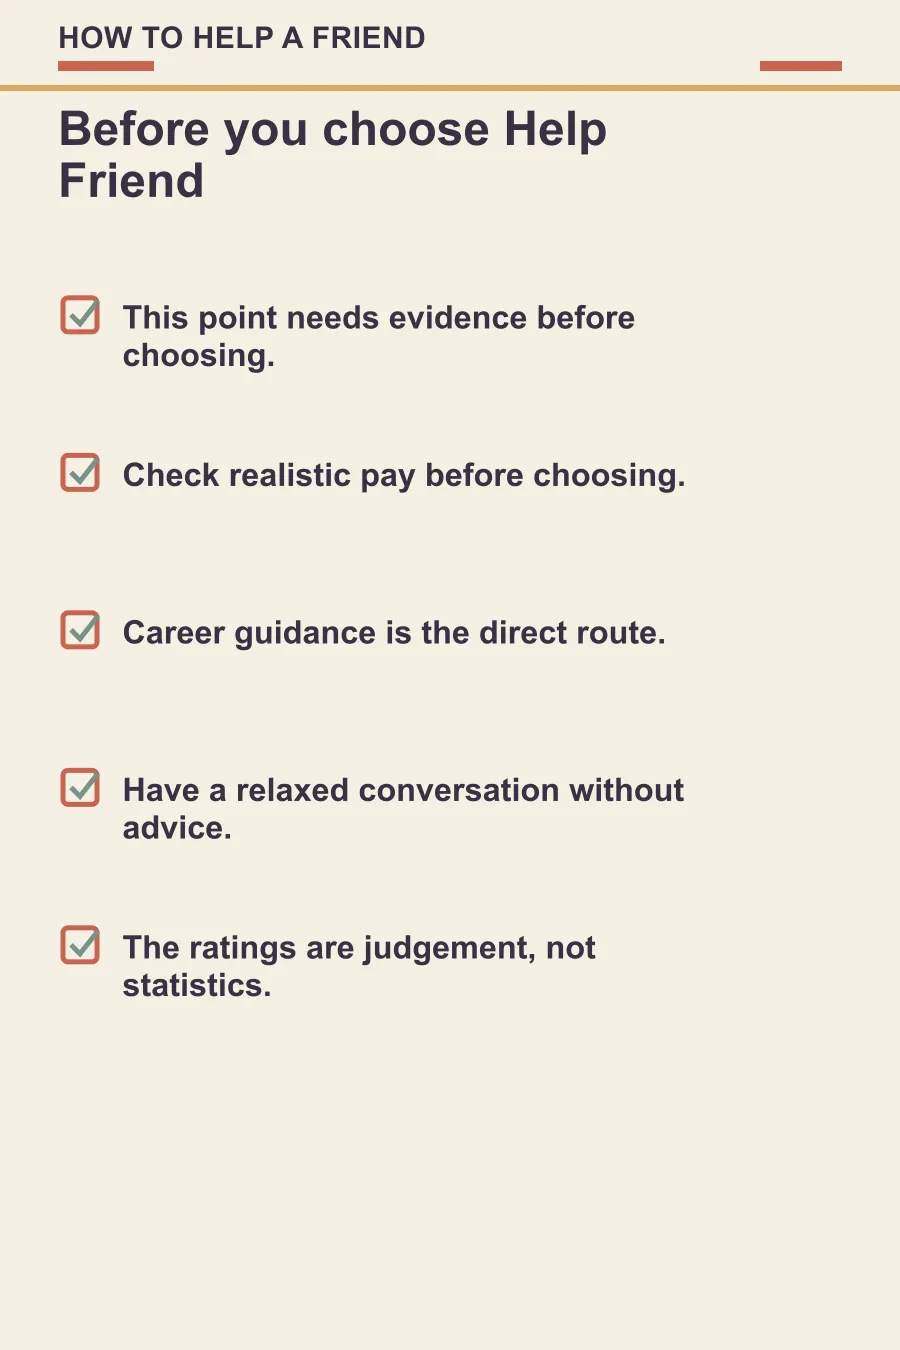 HOW TO HELP A FRIEND
Before you choose Help
Friend
This point needs evidence before
choosing.
Check realistic pay before choosing.
Career guidance is the direct route.
Have a relaxed conversation without
advice.
The ratings are judgement, not
statistics.